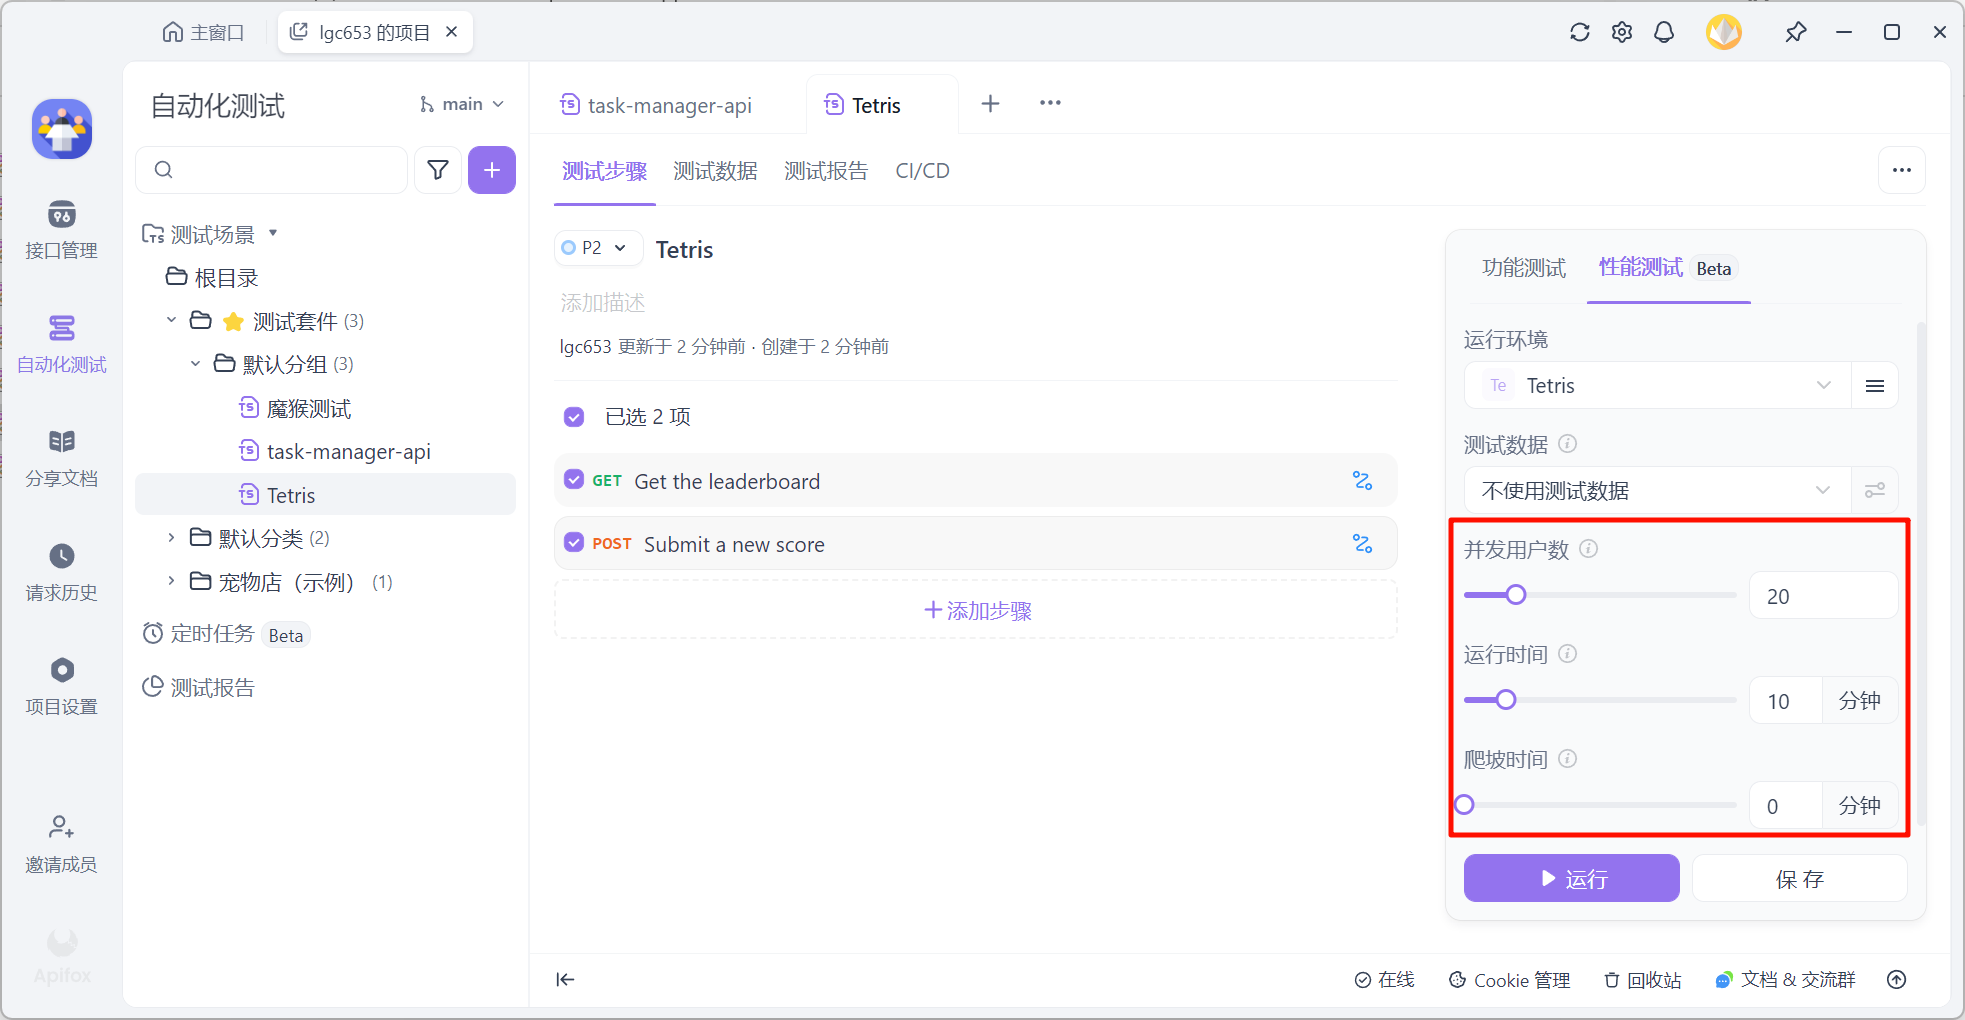 主窗口
lgc653 的项目
自动化测试
main
接口管理
自动化测试
分享文档
请求历史
项目设置
邀请成员
Apifox
测试场景
根目录
测试套件 (3)
默认分组 (3)
魔猴测试
task-manager-api
Tetris
默认分类 (2)
宠物店（示例） (1)
定时任务 Beta
测试报告
task-manager-api
Tetris
测试步骤 测试数据 测试报告 CI/CD
P2 Tetris
添加描述
lgc653 更新于 2 分钟前 · 创建于 2 分钟前
已选 2 项
GET Get the leaderboard
POST Submit a new score
添加步骤
功能测试 性能测试 Beta
运行环境
Te Tetris
测试数据
不使用测试数据
并发用户数
20
运行时间
10 分钟
爬坡时间
0 分钟
运行 保 存
在线 Cookie 管理 回收站 文档 & 交流群